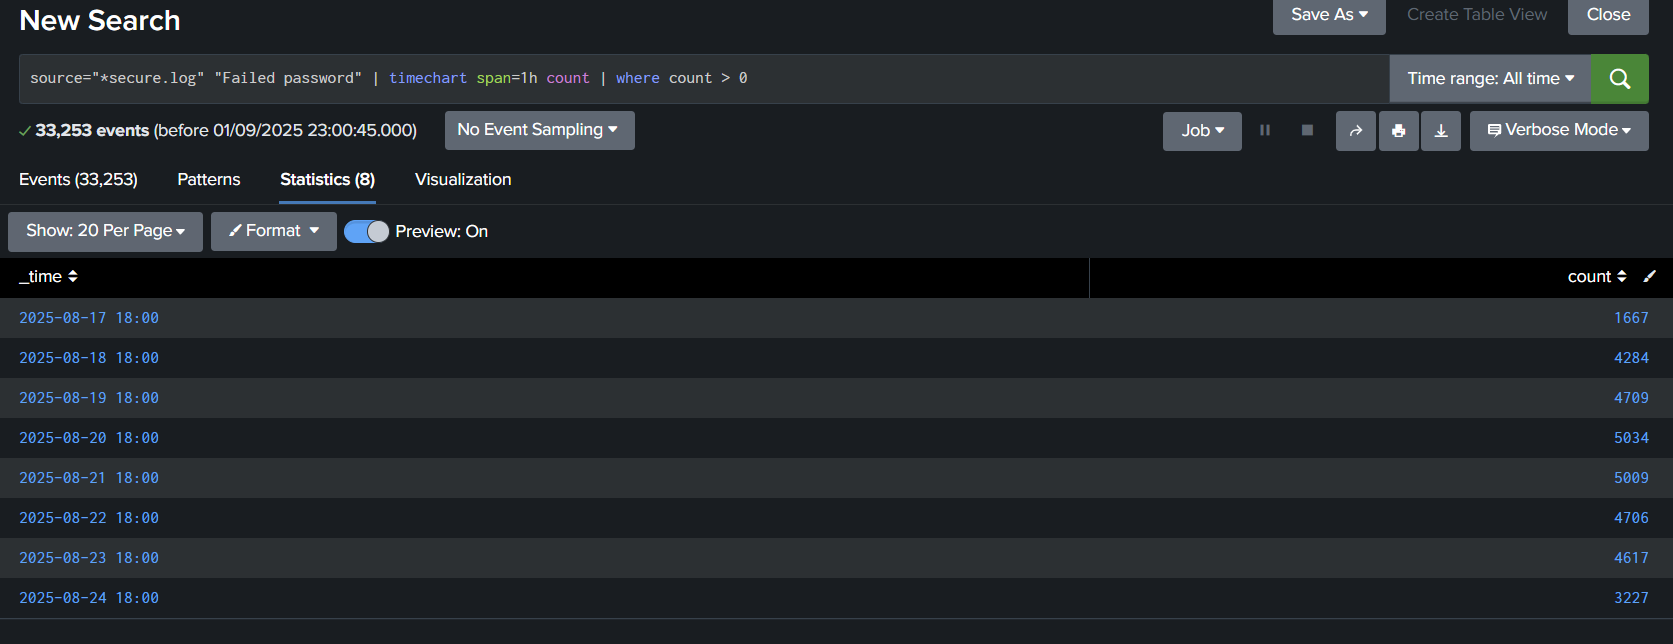 New Search
Save As
Create Table View
Close
source="*secure.log" "Failed password" | timechart span=1h count | where count > 0
Time range: All time
33,253 events (before 01/09/2025 23:00:45.000)
No Event Sampling
Job
Verbose Mode
Events (33,253)
Patterns
Statistics (8)
Visualization
Show: 20 Per Page
Format
Preview: On
_time count
2025-08-17 18:00 1667
2025-08-18 18:00 4284
2025-08-19 18:00 4709
2025-08-20 18:00 5034
2025-08-21 18:00 5009
2025-08-22 18:00 4706
2025-08-23 18:00 4617
2025-08-24 18:00 3227